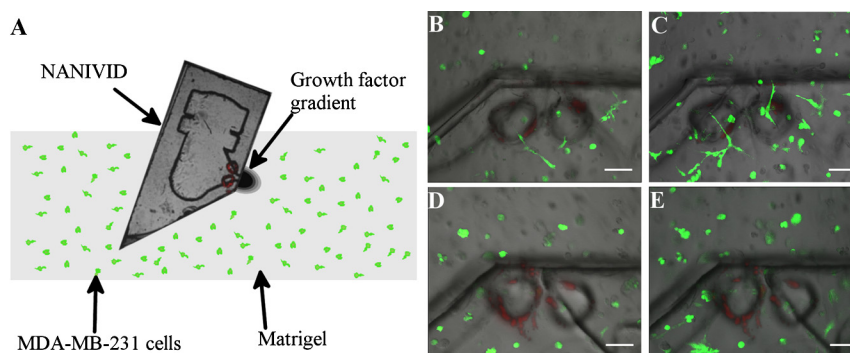 A
NANIVID
Growth factor
gradient
MDA-MB-231 cells
Matrigel
B
C
D
E